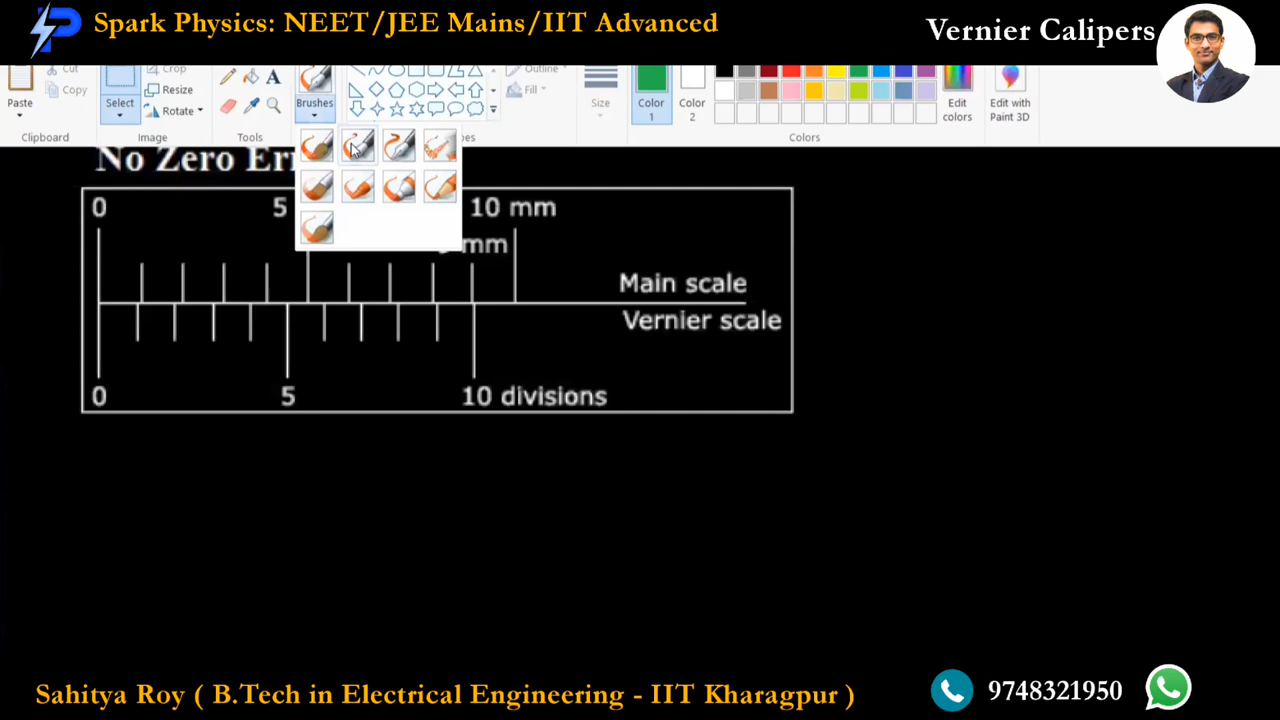 Spark Physics: NEET/JEE Mains/IIT Advanced
Vernier Calipers
Cut
Copy
Paste
Crop
Resize
Rotate
Select
Brushes
Outline
Fill
Size
Color
1
Color
2
Edit
colors
Edit with
Paint 3D
Clipboard
Image
Tools
Colors
No Zero
0
5
10 mm
mm
Main scale
Vernier scale
0
5
10 divisions
Sahitya Roy ( B.Tech in Electrical Engineering - IIT Kharagpur )
9748321950